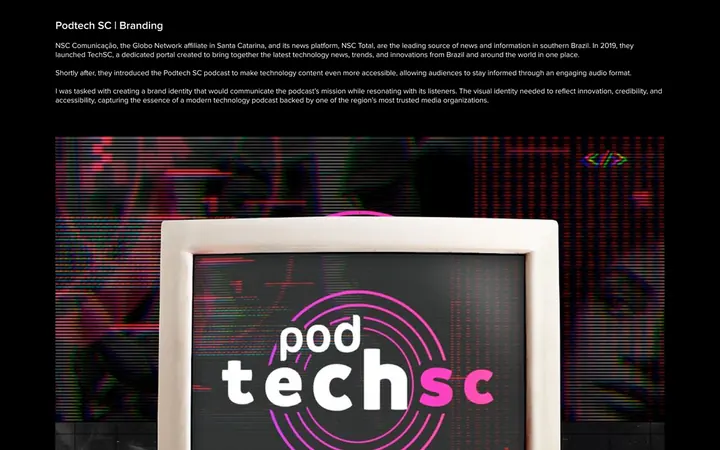 Podtech SC | Branding
NSC Comunicação, the Globo Network affiliate in Santa Catarina, and its news platform, NSC Total, are the leading source of news and information in southern Brazil. In 2019, they
launched TechSC, a dedicated portal created to bring together the latest technology news, trends, and innovations from Brazil and around the world in one place.
Shortly after, they introduced the Podtech SC podcast to make technology content even more accessible, allowing audiences to stay informed through an engaging audio format.
I was tasked with creating a brand identity that would communicate the podcast's mission while resonating with its listeners. The visual identity needed to reflect innovation, credibility, and
accessibility, capturing the essence of a modern technology podcast backed by one of the region's most trusted media organizations.
</>
pod
techsc